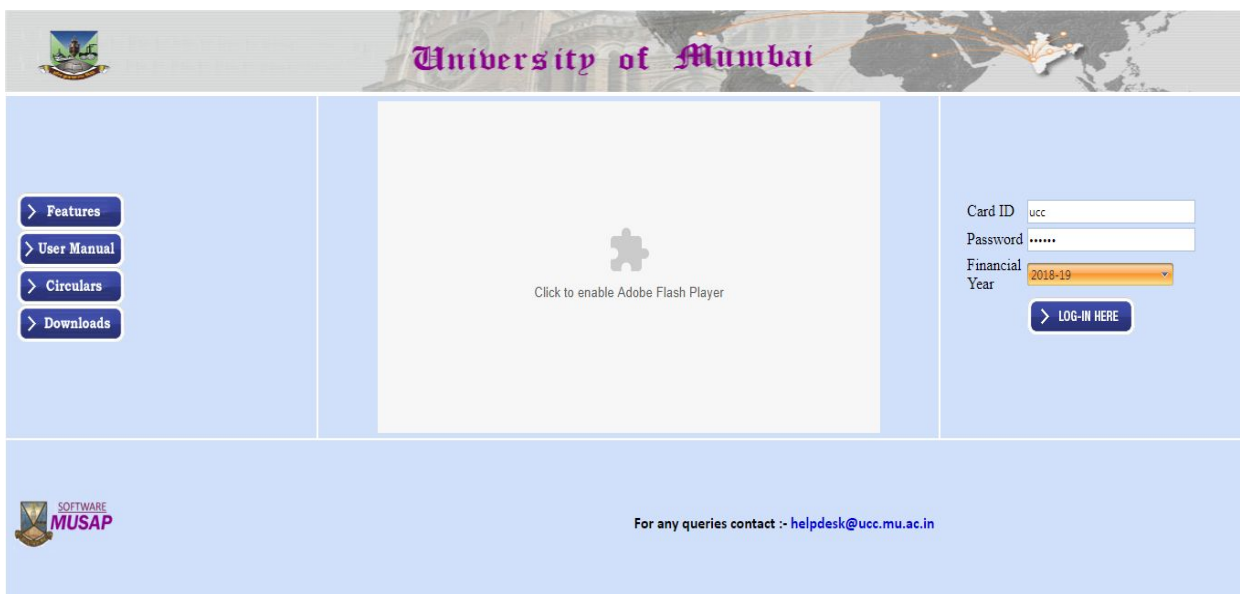 University of Mumbai
Features
User Manual
Circulars
Downloads
Click to enable Adobe Flash Player
Card ID ucc
Password ••••••
Financial
Year 2018-19
LOG-IN HERE
SOFTWARE
MUSAP
For any queries contact :- helpdesk@ucc.mu.ac.in